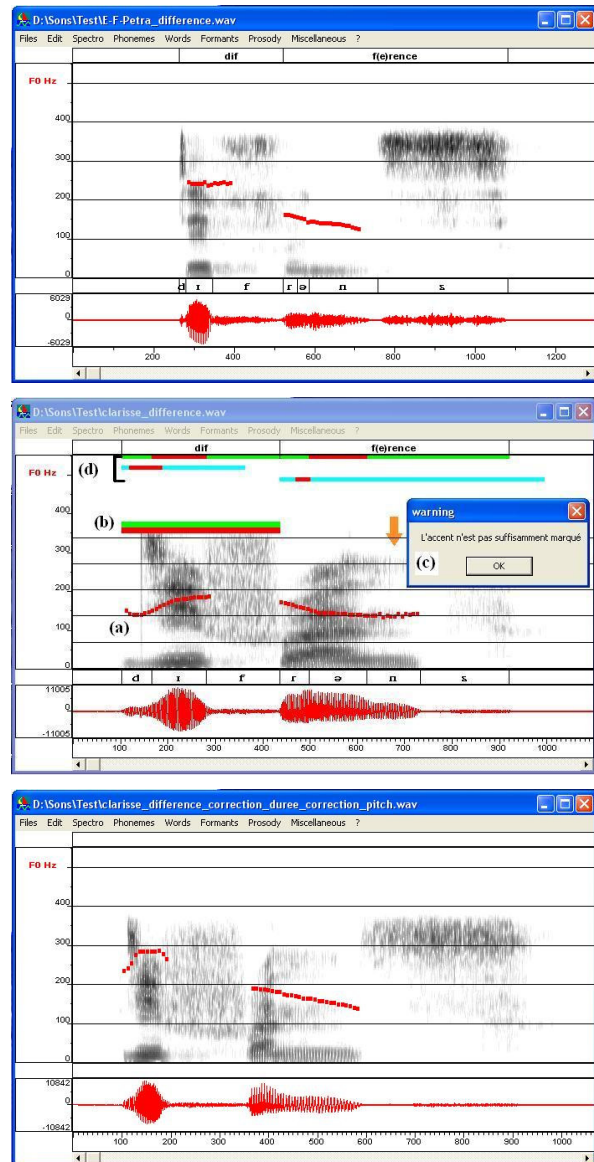 D:\Sons\Test\E-F-Petra_difference.wav
Files Edit Spectro Phonemes Words Formants Prosody Miscellaneous ?
dif f(e)rence
F0 Hz
400
300
200
100
0
d ɪ f r ə n s
6029
0
-6029
200 400 600 800 1000 1200
D:\Sons\Test\clarisse_difference.wav
Files Edit Spectro Phonemes Words Formants Prosody Miscellaneous ?
dif f(e)rence
F0 Hz
(d)
warning
L'accent n'est pas suffisamment marqué
OK
(b)
(c)
(a)
400
300
200
100
0
d ɪ f r ə n s
11005
0
-11005
100 200 300 400 500 600 700 800 900 1000
D:\Sons\Test\clarisse_difference_correction_duree_correction_pitch.wav
Files Edit Spectro Phonemes Words Formants Prosody Miscellaneous ?
F0 Hz
400
300
200
100
0
10842
0
-10842
100 200 300 400 500 600 700 800 900 1000